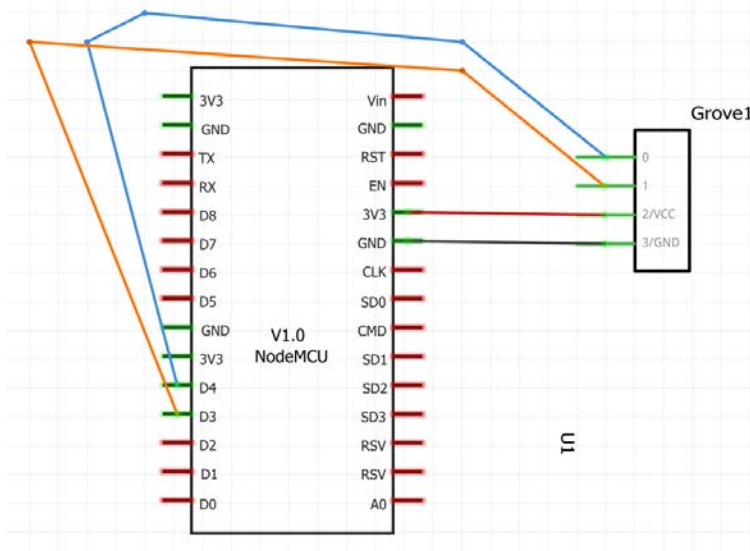 Grove1
3V3
GND
TX
RX
D8
D7
D6
D5
GND
3V3
D4
D3
D2
D1
D0
V1.0
NodeMCU
Vin
GND
RST
EN
3V3
GND
CLK
SD0
CMD
SD1
SD2
SD3
RSV
RSV
A0
0
1
2/VCC
3/GND
U1